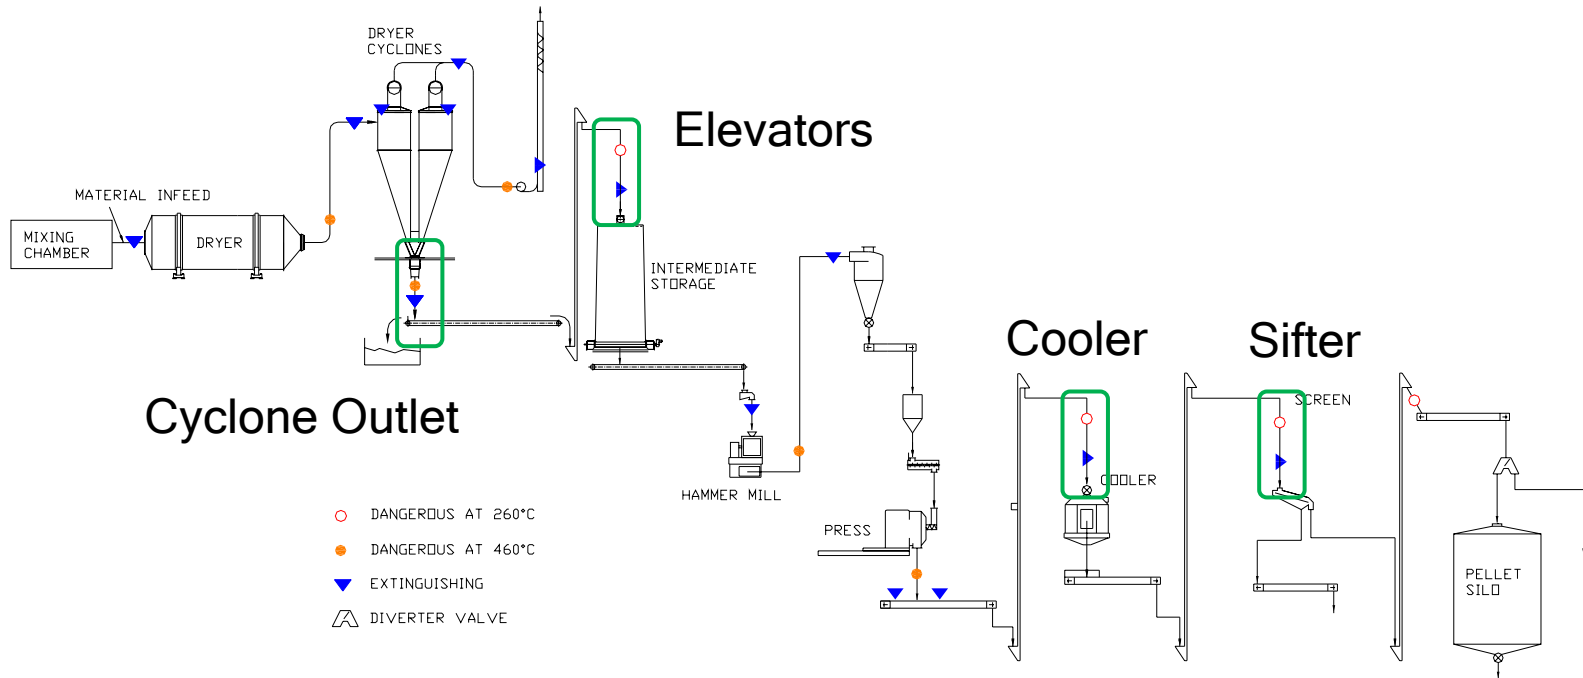 DRYER
CYCLONES
Elevators
MATERIAL INFEED
MIXING
CHAMBER
DRYER
INTERMEDIATE
STORAGE
Cooler
Sifter
Cyclone Outlet
SCREEN
COOLER
HAMMER MILL
PRESS
DANGEROUS AT 260°C
DANGEROUS AT 460°C
EXTINGUISHING
DIVERTER VALVE
PELLET
SILO